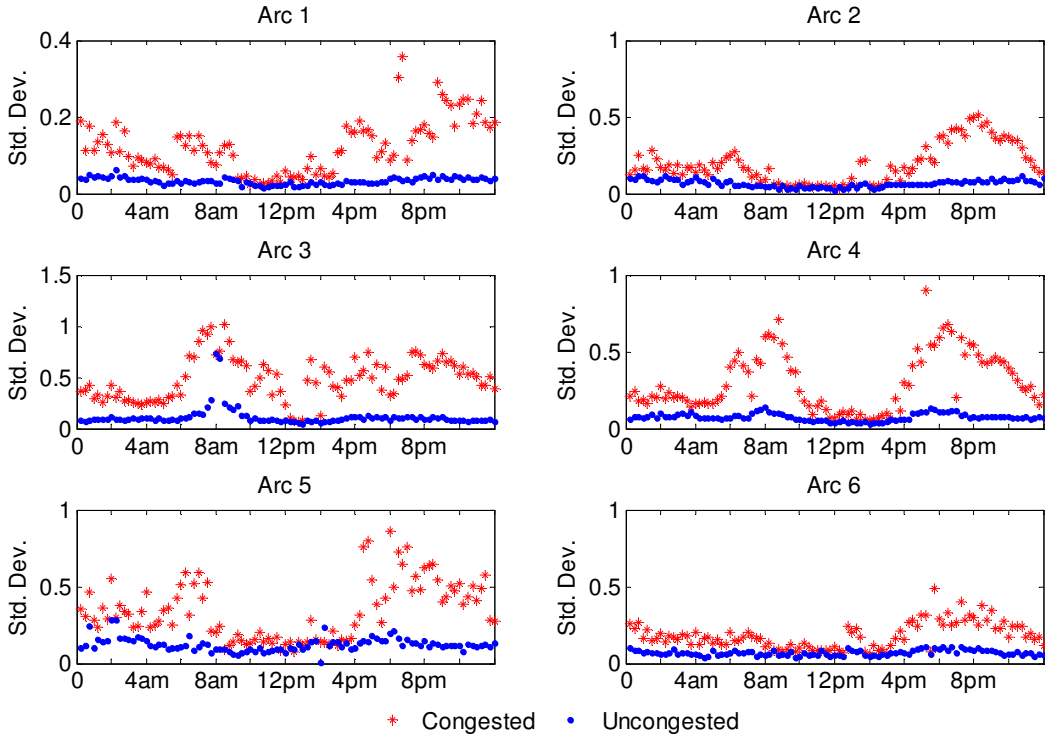 Arc 1
Arc 2
Std. Dev.
0.4
0.2
0
0 4am 8am 12pm 4pm 8pm
Std. Dev.
1
0.5
0
0 4am 8am 12pm 4pm 8pm
Arc 3
Arc 4
Std. Dev.
1.5
1
0.5
0
0 4am 8am 12pm 4pm 8pm
Std. Dev.
1
0.5
0
0 4am 8am 12pm 4pm 8pm
Arc 5
Arc 6
Std. Dev.
1
0.5
0
0 4am 8am 12pm 4pm 8pm
Std. Dev.
1
0.5
0
0 4am 8am 12pm 4pm 8pm
Congested Uncongested